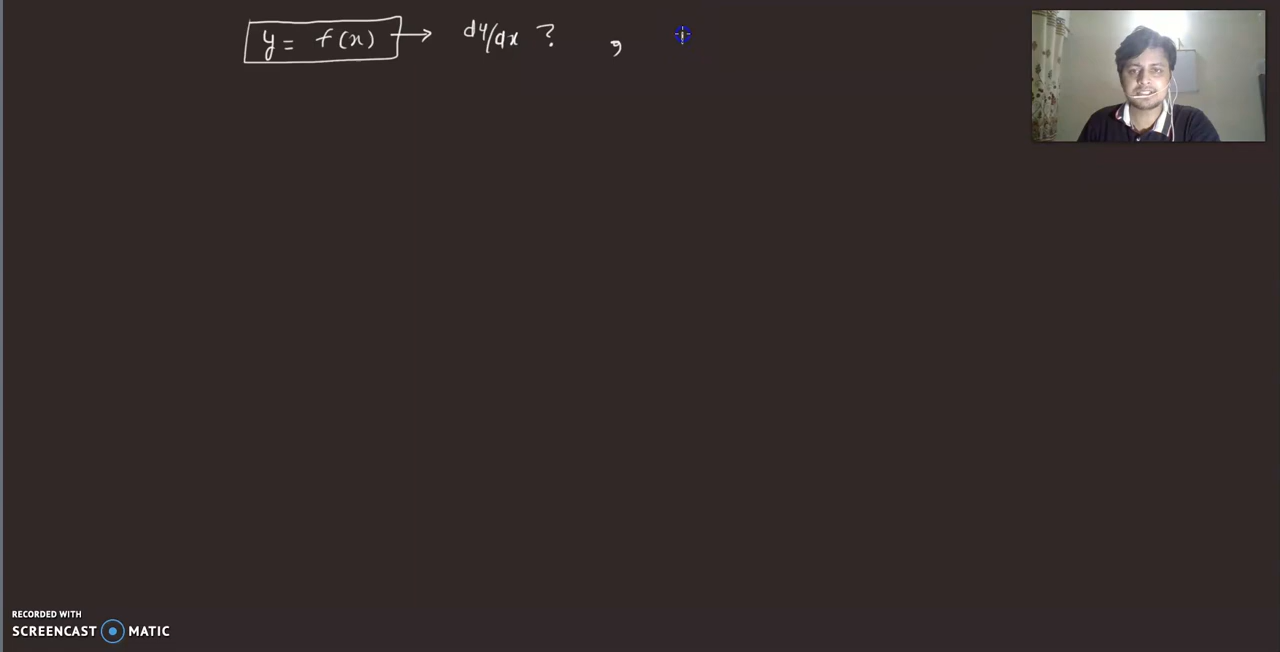 y = f(x) → dy/dx ? ,
RECORDED WITH
SCREENCAST MATIC